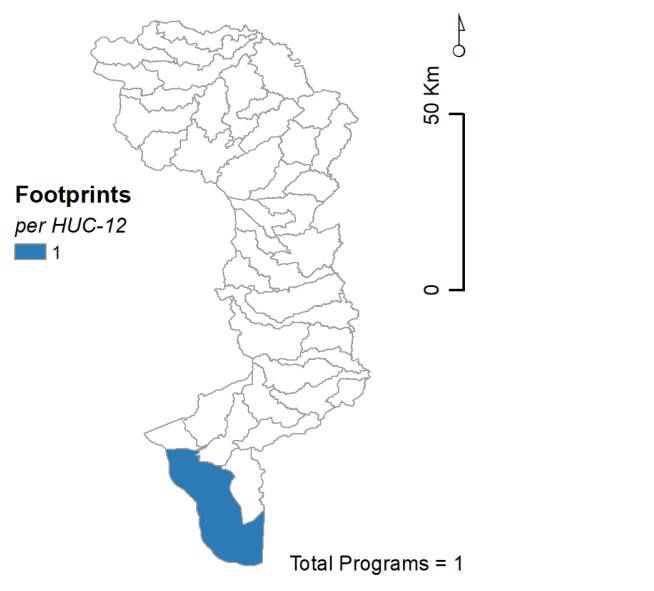 50 Km
0
Footprints
per HUC-12
1
Total Programs = 1